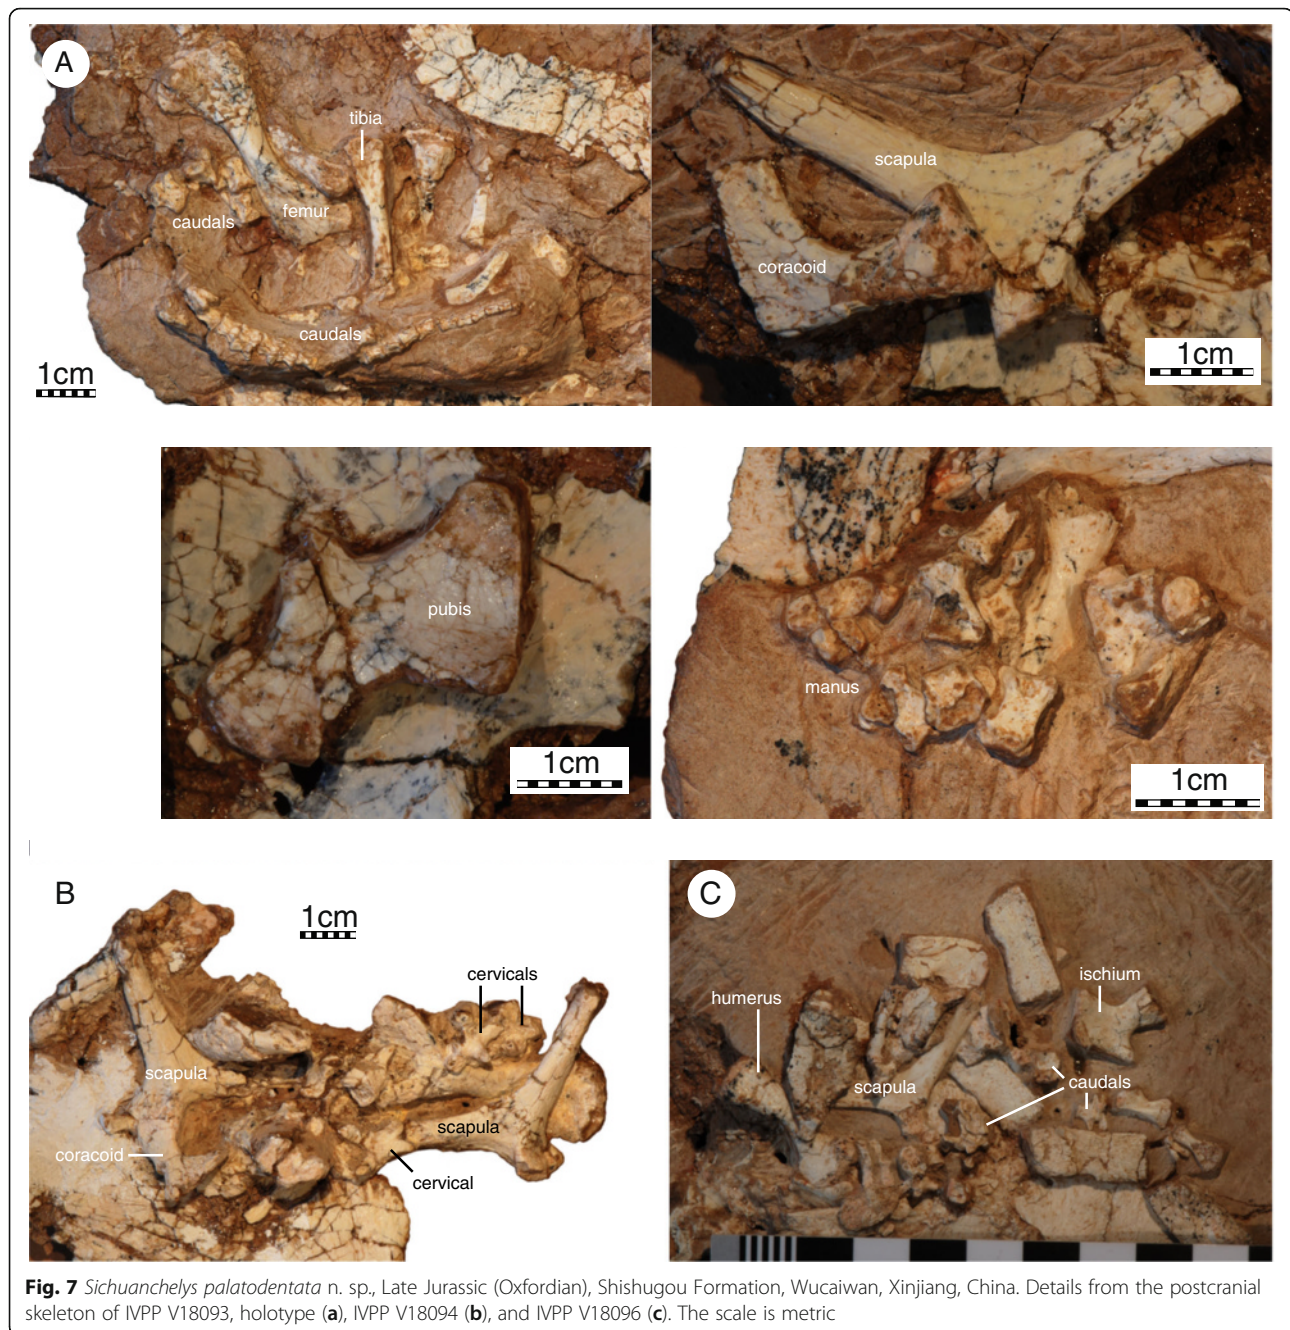 A
tibia
caudals
femur
caudals
1cm
scapula
coracoid
1cm
pubis
1cm
manus
1cm
B
1cm
cervicals
scapula
scapula
coracoid
cervical
C
humerus
ischium
scapula
caudals
Fig. 7 Sichuanchelys palatodentata n. sp., Late Jurassic (Oxfordian), Shishugou Formation, Wucaiwan, Xinjiang, China. Details from the postcranial
skeleton of IVPP V18093, holotype (a), IVPP V18094 (b), and IVPP V18096 (c). The scale is metric